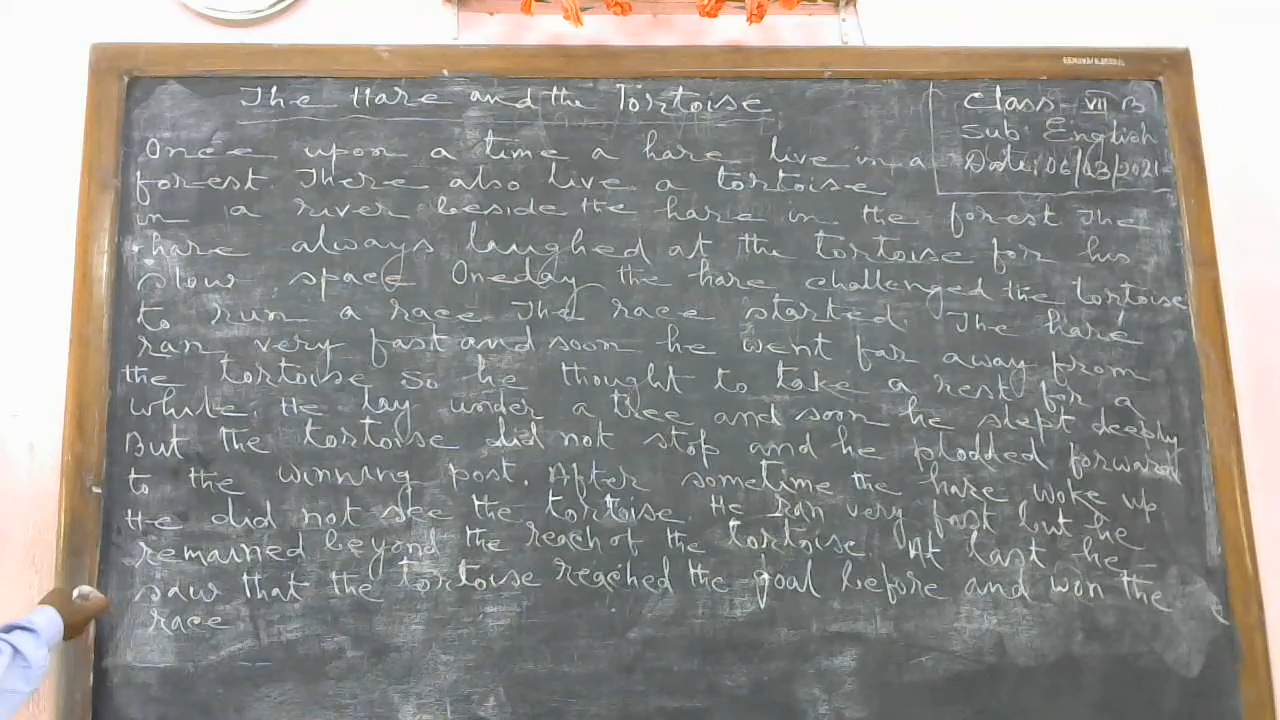 The Hare and the Tortoise
Class - VII B
Sub: English
Date: 06/03/2021
Once upon a time a hare live in a
forest. There also live a tortoise
in a river beside the hare in the forest The
hare always laughed at the tortoise for his
slow space Oneday the hare challenged the tortoise
to run a race The race started. The hare
ran very fast and soon he went far away from
the tortoise so he thought to take a rest for a
while. He lay under a tree and soon he slept deeply
But the tortoise did not stop and he plodded forward
to the winning post. After sometime the hare woke up
He did not see the tortoise. He ran very fast but he
remained beyond the reach of the tortoise. At last he
saw that the tortoise reached the goal before and won the
race